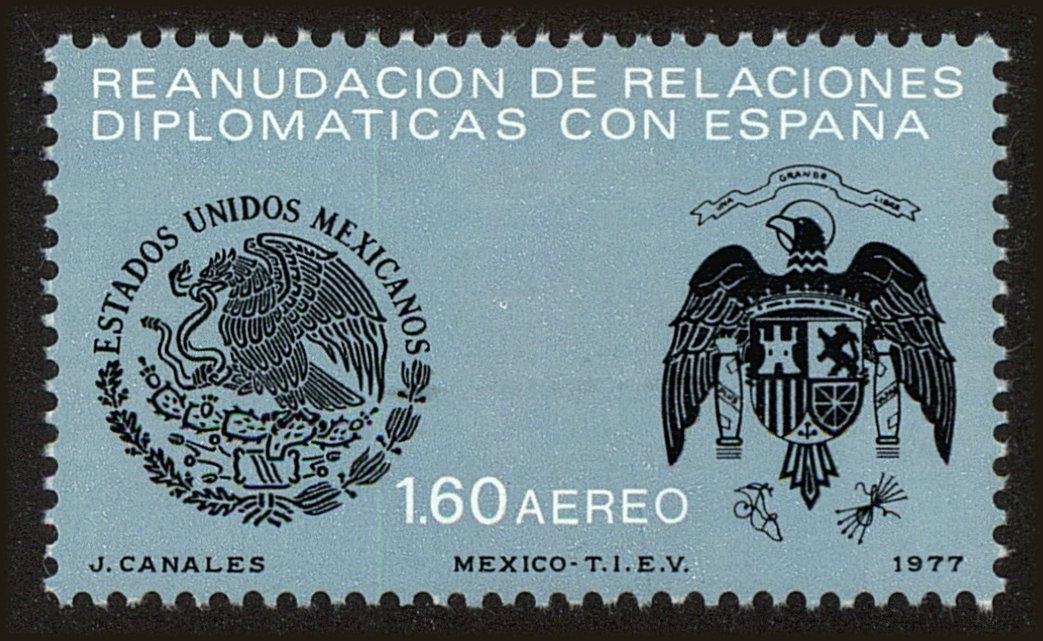 REANUDACION DE RELACIONES
DIPLOMATICAS CON ESPAÑA
UNA GRANDE LIBRE
ESTADOS UNIDOS MEXICANOS
1.60 AEREO
J. CANALES
MEXICO-T.I.E.V.
1977